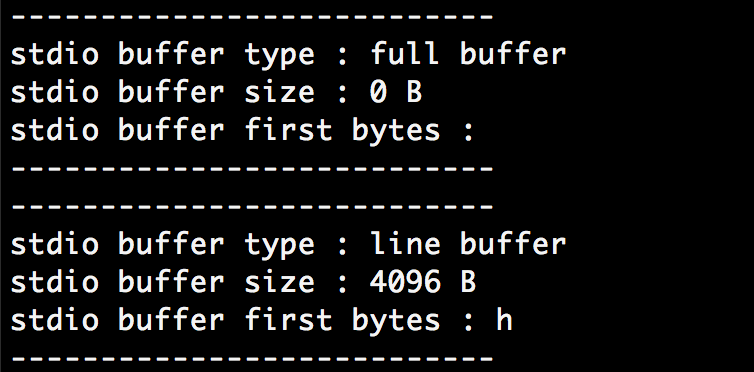 ---------------------------
stdio buffer type : full buffer
stdio buffer size : 0 B
stdio buffer first bytes :
---------------------------
---------------------------
stdio buffer type : line buffer
stdio buffer size : 4096 B
stdio buffer first bytes : h
---------------------------